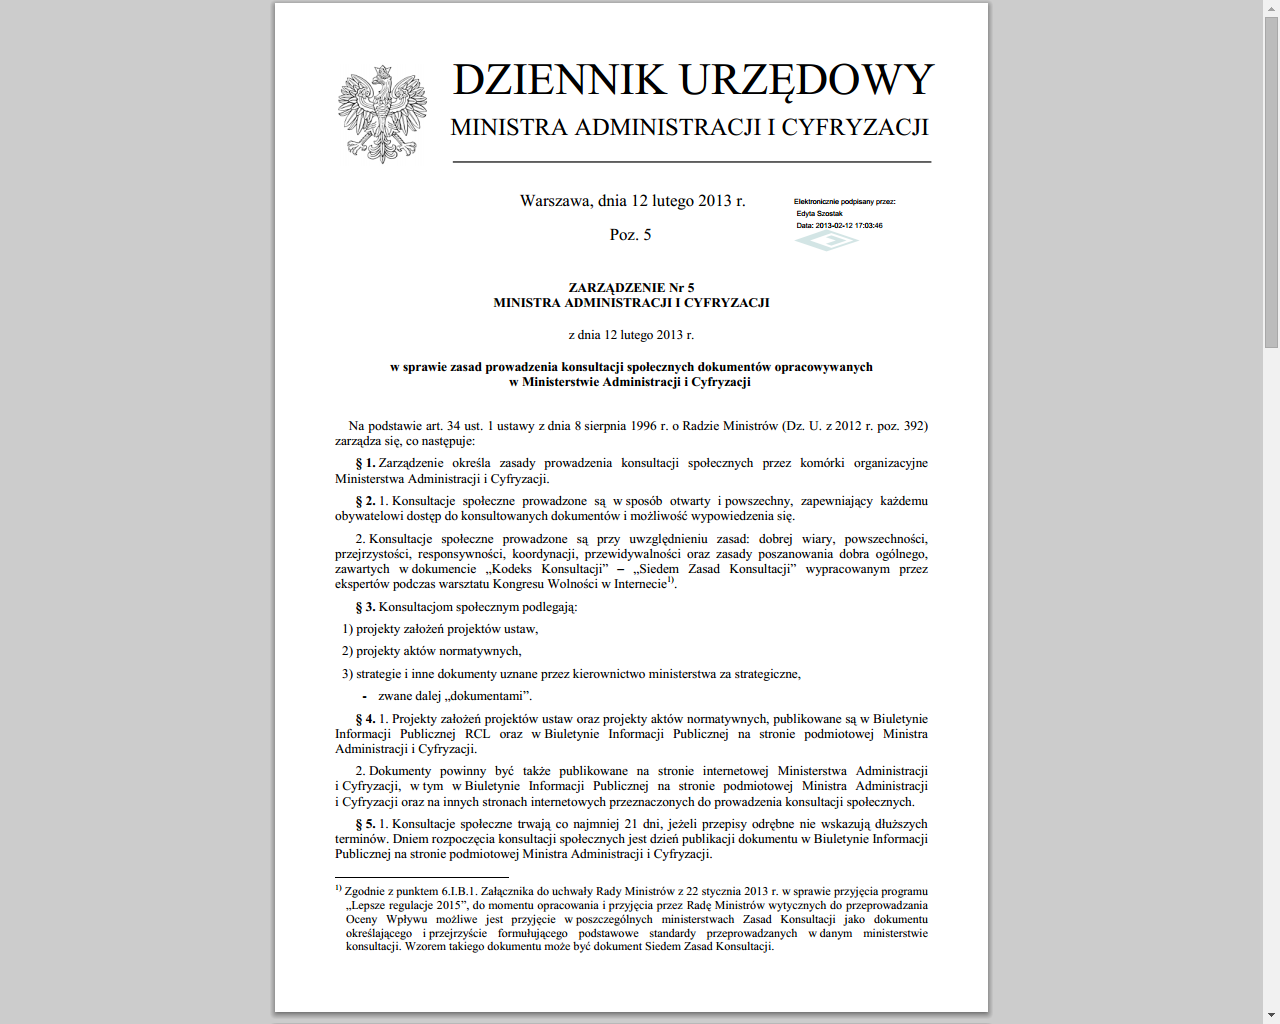 DZIENNIK URZĘDOWY
MINISTRA ADMINISTRACJI I CYFRYZACJI
Warszawa, dnia 12 lutego 2013 r.
Poz. 5
Elektronicznie podpisany przez:
Edyta Szostak
Data: 2013-02-12 17:03:46
ZARZĄDZENIE Nr 5
MINISTRA ADMINISTRACJI I CYFRYZACJI
z dnia 12 lutego 2013 r.
w sprawie zasad prowadzenia konsultacji społecznych dokumentów opracowywanych
w Ministerstwie Administracji i Cyfryzacji
Na podstawie art. 34 ust. 1 ustawy z dnia 8 sierpnia 1996 r. o Radzie Ministrów (Dz. U. z 2012 r. poz. 392)
zarządza się, co następuje:
§ 1. Zarządzenie określa zasady prowadzenia konsultacji społecznych przez komórki organizacyjne
Ministerstwa Administracji i Cyfryzacji.
§ 2. 1. Konsultacje społeczne prowadzone są w sposób otwarty i powszechny, zapewniający każdemu
obywatelowi dostęp do konsultowanych dokumentów i możliwość wypowiedzenia się.
2. Konsultacje społeczne prowadzone są przy uwzględnieniu zasad: dobrej wiary, powszechności,
przejrzystości, responsywności, koordynacji, przewidywalności oraz zasady poszanowania dobra ogólnego,
zawartych w dokumencie „Kodeks Konsultacji” – „Siedem Zasad Konsultacji” wypracowanym przez
ekspertów podczas warsztatu Kongresu Wolności w Internecie1).
§ 3. Konsultacjom społecznym podlegają:
1) projekty założeń projektów ustaw,
2) projekty aktów normatywnych,
3) strategie i inne dokumenty uznane przez kierownictwo ministerstwa za strategiczne,
- zwane dalej „dokumentami”.
§ 4. 1. Projekty założeń projektów ustaw oraz projekty aktów normatywnych, publikowane są w Biuletynie
Informacji Publicznej RCL oraz w Biuletynie Informacji Publicznej na stronie podmiotowej Ministra
Administracji i Cyfryzacji.
2. Dokumenty powinny być także publikowane na stronie internetowej Ministerstwa Administracji
i Cyfryzacji, w tym w Biuletynie Informacji Publicznej na stronie podmiotowej Ministra Administracji
i Cyfryzacji oraz na innych stronach internetowych przeznaczonych do prowadzenia konsultacji społecznych.
§ 5. 1. Konsultacje społeczne trwają co najmniej 21 dni, jeżeli przepisy odrębne nie wskazują dłuższych
terminów. Dniem rozpoczęcia konsultacji społecznych jest dzień publikacji dokumentu w Biuletynie Informacji
Publicznej na stronie podmiotowej Ministra Administracji i Cyfryzacji.
1) Zgodnie z punktem 6.I.B.1. Załącznika do uchwały Rady Ministrów z 22 stycznia 2013 r. w sprawie przyjęcia programu
„Lepsze regulacje 2015”, do momentu opracowania i przyjęcia przez Radę Ministrów wytycznych do przeprowadzania
Oceny Wpływu możliwe jest przyjęcie w poszczególnych ministerstwach Zasad Konsultacji jako dokumentu
określającego i przejrzyście formułującego podstawowe standardy przeprowadzanych w danym ministerstwie
konsultacji. Wzorem takiego dokumentu może być dokument Siedem Zasad Konsultacji.